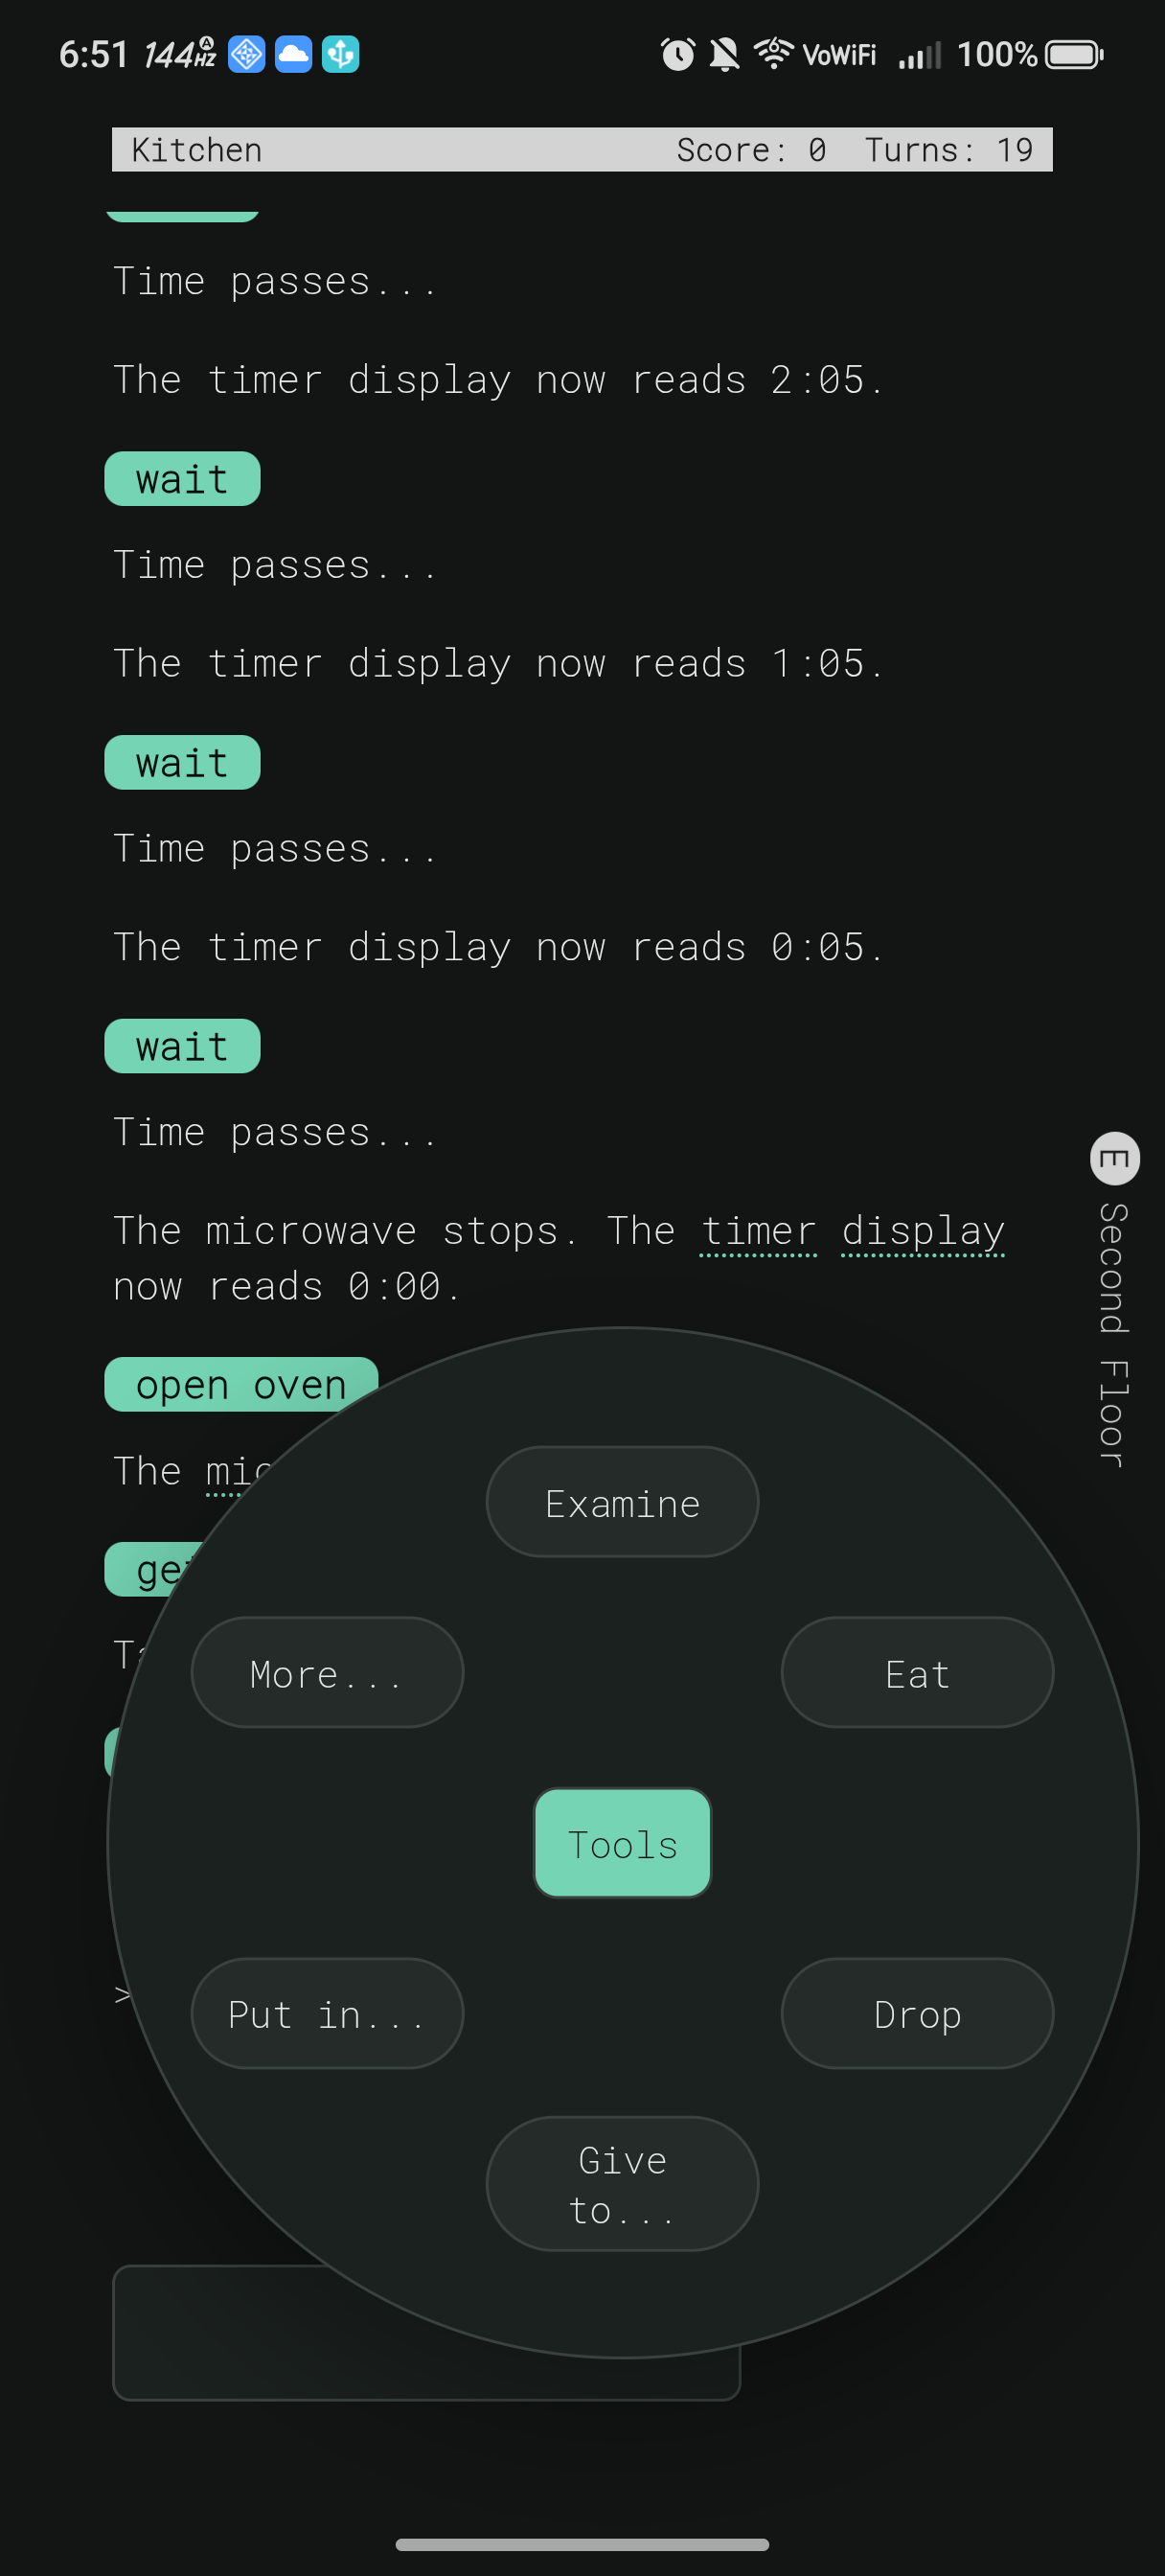 6:51 144HZ A 6 VoWiFi 100%
Kitchen Score: 0 Turns: 19
Time passes...
The timer display now reads 2:05.
wait
Time passes...
The timer display now reads 1:05.
wait
Time passes...
The timer display now reads 0:05.
wait
Time passes...
The microwave stops. The timer display
now reads 0:00.
E Second Floor
open oven
The
Examine
More...
Eat
Tools
>
Put in...
Drop
Give
to...